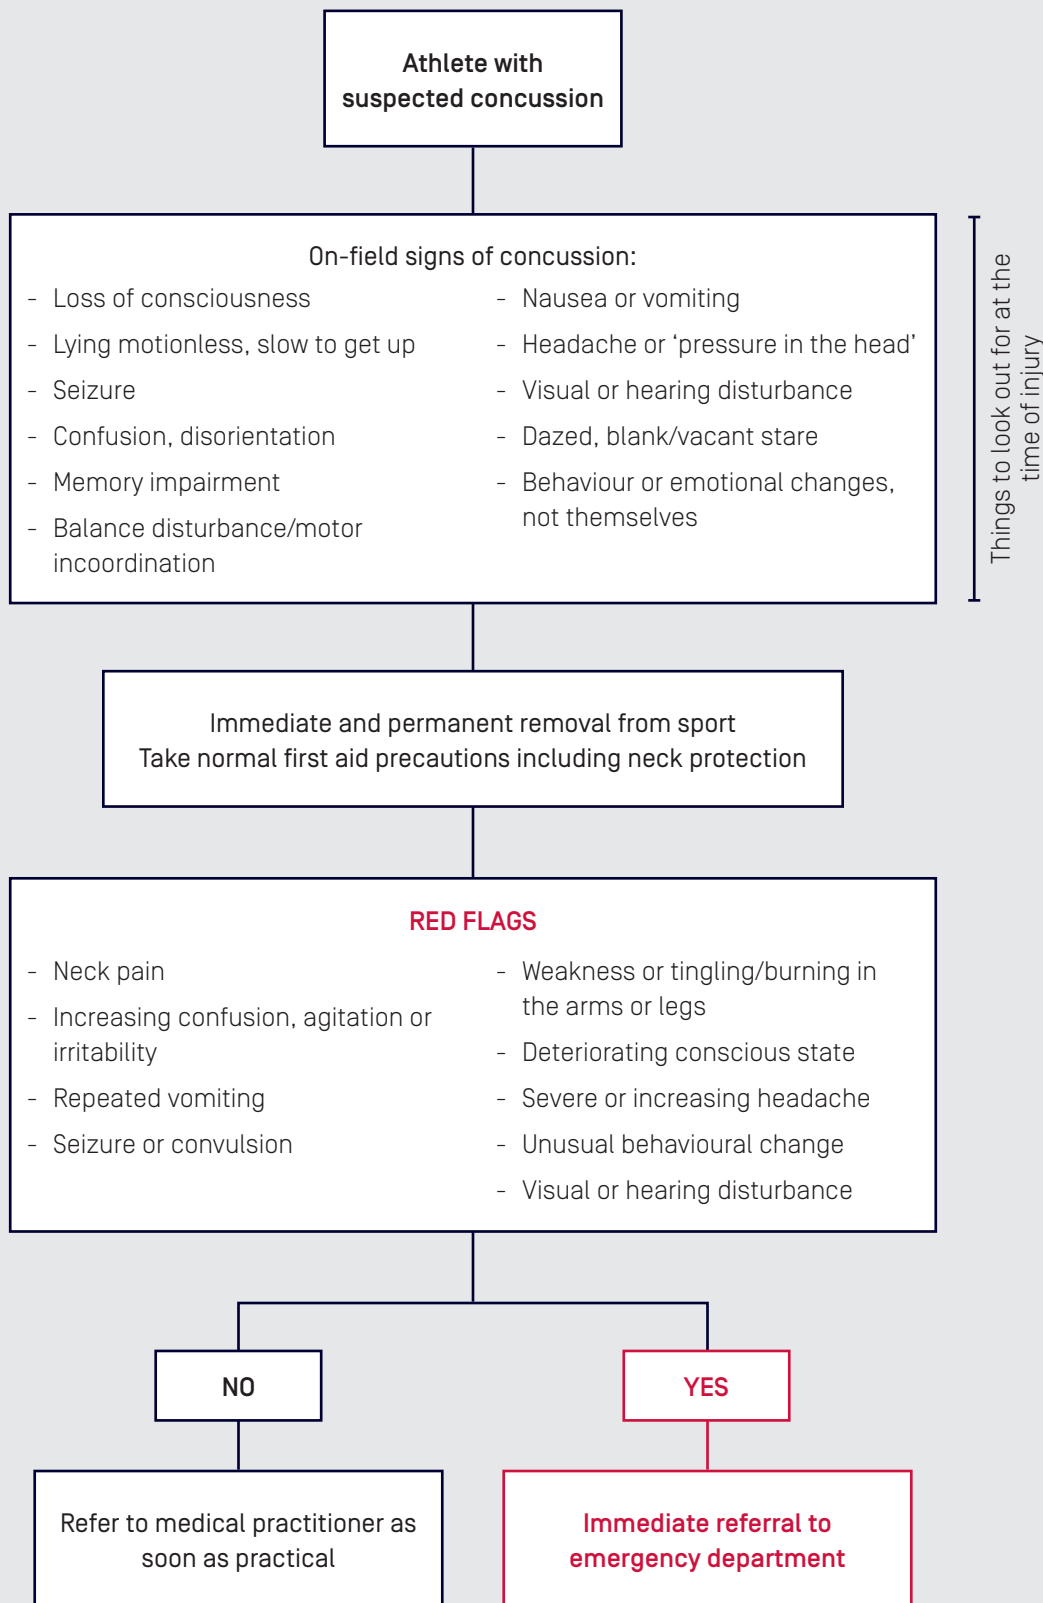 Athlete with
suspected concussion
On-field signs of concussion:
- Loss of consciousness
- Lying motionless, slow to get up
- Seizure
- Confusion, disorientation
- Memory impairment
- Balance disturbance/motor
incoordination
- Nausea or vomiting
- Headache or ‘pressure in the head’
- Visual or hearing disturbance
- Dazed, blank/vacant stare
- Behaviour or emotional changes,
not themselves
Things to look out for at the
time of injury
Immediate and permanent removal from sport
Take normal first aid precautions including neck protection
RED FLAGS
- Neck pain
- Increasing confusion, agitation or
irritability
- Repeated vomiting
- Seizure or convulsion
- Weakness or tingling/burning in
the arms or legs
- Deteriorating conscious state
- Severe or increasing headache
- Unusual behavioural change
- Visual or hearing disturbance
NO
YES
Refer to medical practitioner as
soon as practical
Immediate referral to
emergency department